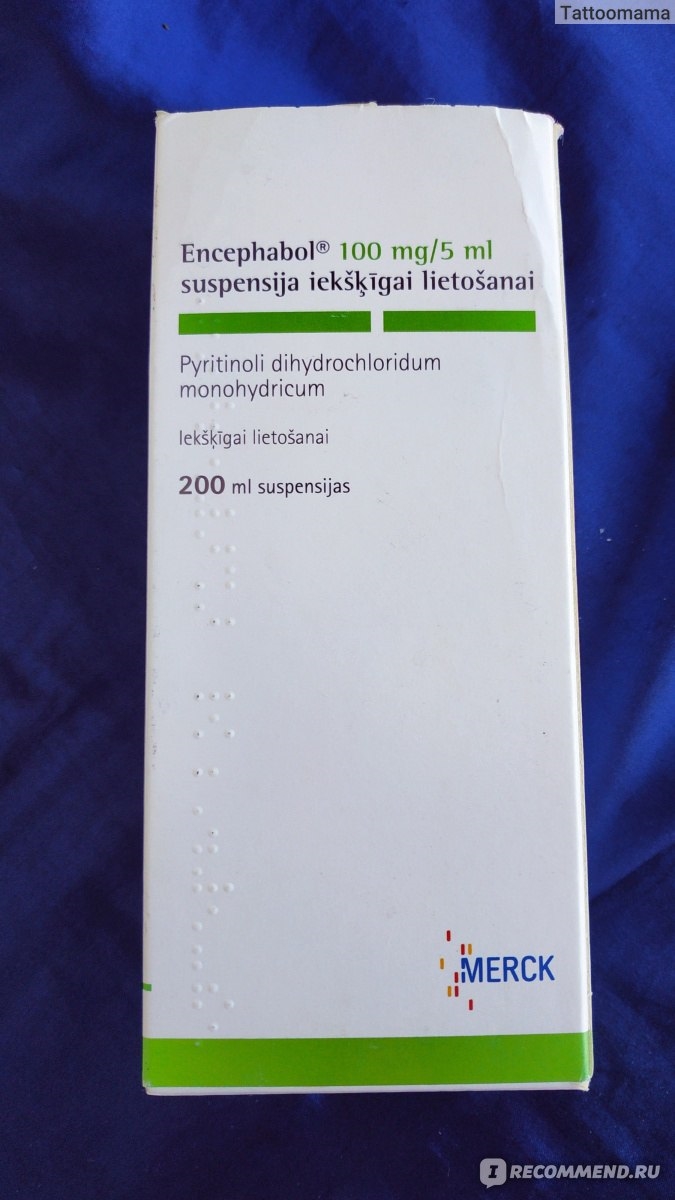 Tattoomama
Encephabol® 100 mg/5 ml
suspensija iekšķīgai lietošanai
Pyritinoli dihydrochloridum
monohydricum
Iekšķīgai lietošanai
200 ml suspensijas
MERCK
I RECOMMEND.RU